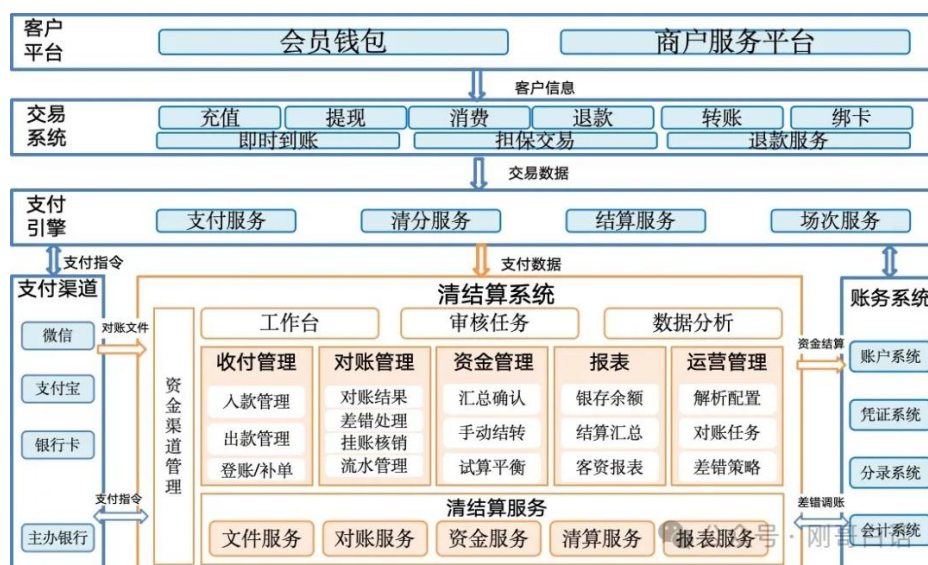 客户
平台
会员钱包
商户服务平台
客户信息
交易
系统
充值
提现
消费
退款
转账
绑卡
即时到账
担保交易
退款服务
交易数据
支付
引擎
支付服务
清分服务
结算服务
场次服务
支付指令
支付数据
支付渠道
微信
支付宝
银行卡
主办银行
对账文件
支付指令
清结算系统
资金渠道管理
工作台
审核任务
数据分析
收付管理
入款管理
出款管理
登账/补单
对账管理
对账结果
差错处理
挂账核销
流水管理
资金管理
汇总确认
手动结转
试算平衡
报表
银存余额
结算汇总
客资报表
运营管理
解析配置
对账任务
差错策略
清结算服务
文件服务
对账服务
资金服务
清算服务
报表服务
资金结算
差错调账
账务系统
账户系统
凭证系统
分录系统
会计系统
公众号·刚哥白话